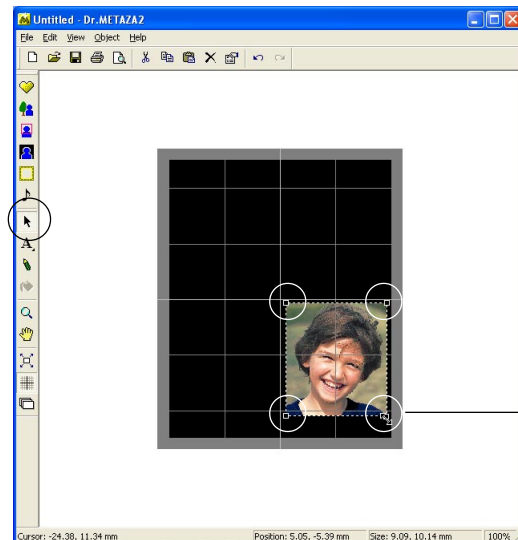 Untitled - Dr.METAZA2
File Edit View Object Help
A
Cursor: -24.38, 11.34 mm Position: 5.05, -5.39 mm Size: 9.09, 10.14 mm 100%